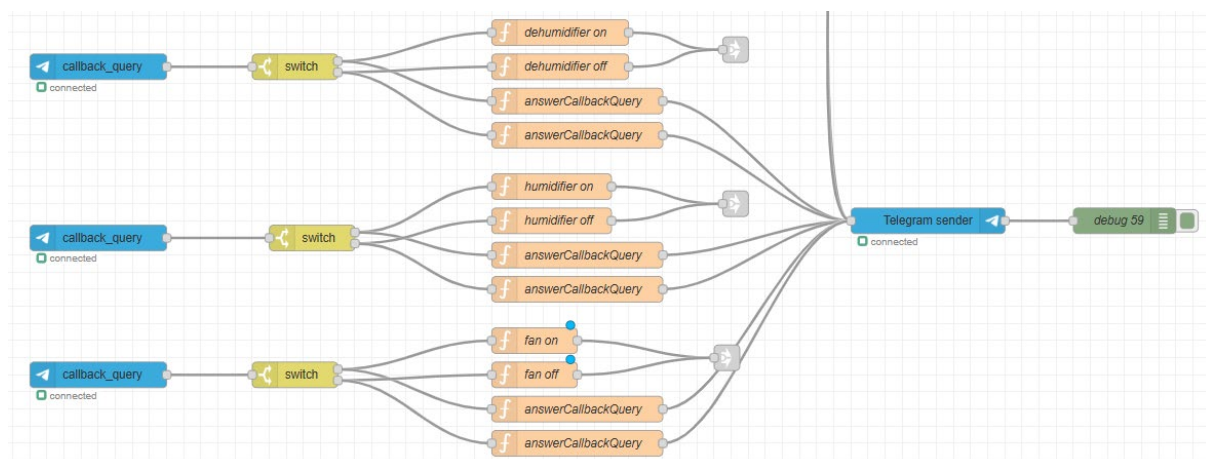 dehumidifier on
callback_query
switch
dehumidifier off
connected
answerCallbackQuery
answerCallbackQuery
humidifier on
humidifier off
callback_query
switch
connected
answerCallbackQuery
answerCallbackQuery
Telegram sender
debug 59
connected
fan on
callback_query
switch
fan off
connected
answerCallbackQuery
answerCallbackQuery